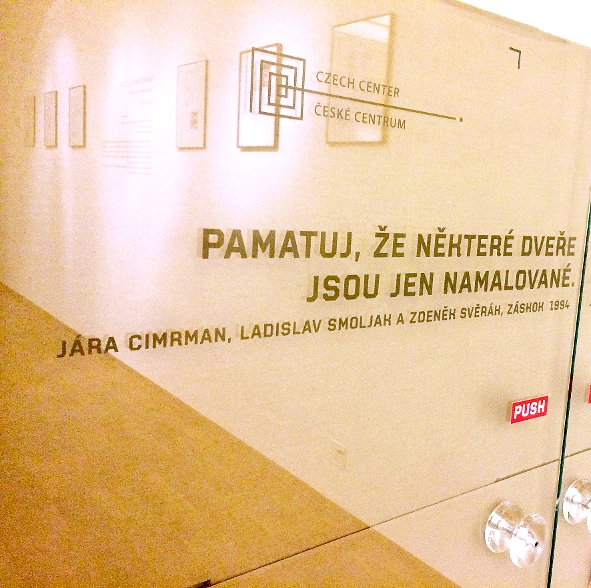 CZECH CENTER
ČESKÉ CENTRUM
PAMATUJ, ŽE NĚKTERÉ DVEŘE
JSOU JEN NAMALOVANÉ.
JÁRA CIMRMAN, LADISLAV SMOLJAK A ZDENĚK SVĚRÁK, ZÁSKOK 1994
PUSH